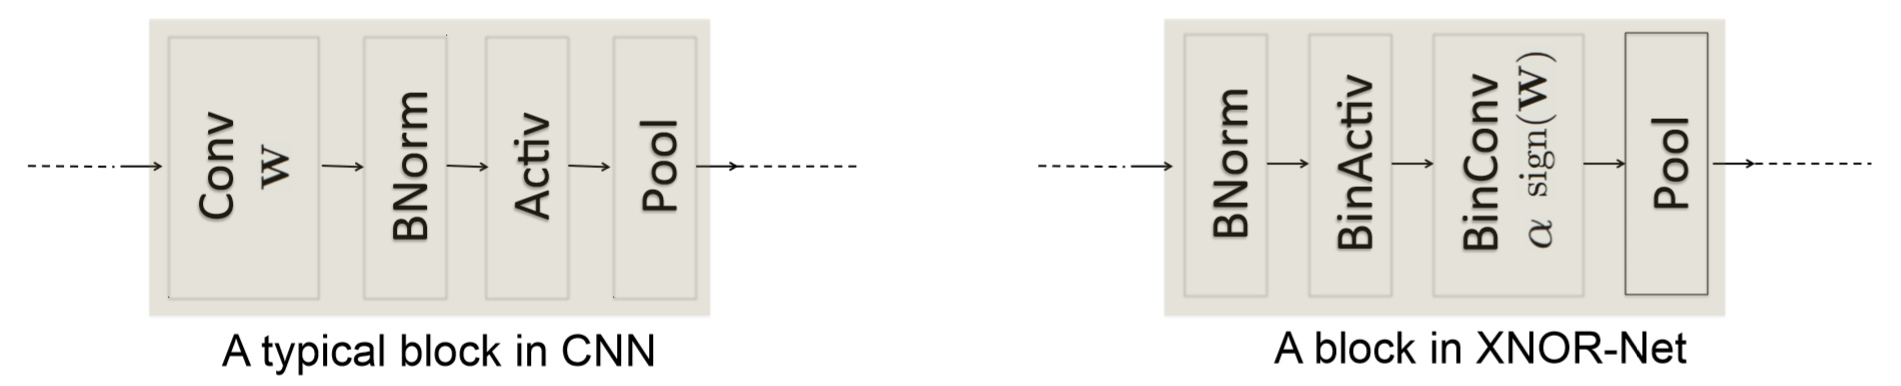 Conv
W
BNorm
Activ
Pool
A typical block in CNN
BNorm
BinActiv
BinConv
α sign(W)
Pool
A block in XNOR-Net